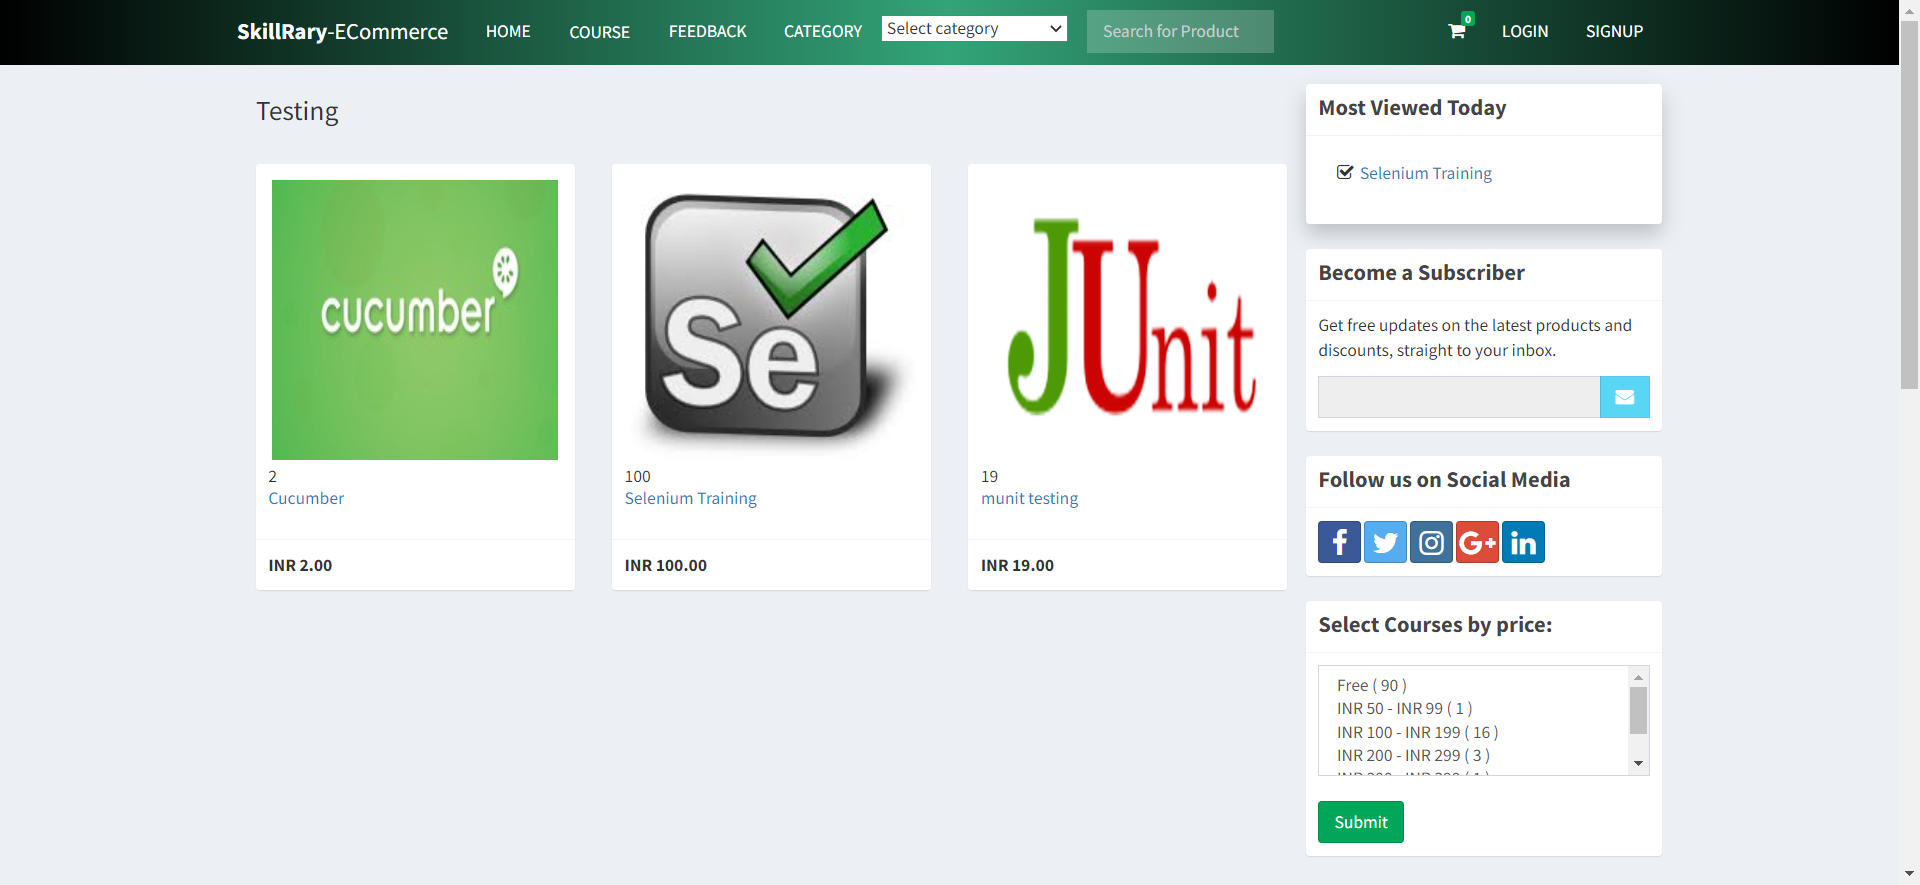 SkillRary-ECommerce HOME COURSE FEEDBACK CATEGORY Select category Search for Product 0 LOGIN SIGNUP
Testing
cucumber
2
Cucumber
INR 2.00
Se
100
Selenium Training
INR 100.00
JUnit
19
munit testing
INR 19.00
Most Viewed Today
Selenium Training
Become a Subscriber
Get free updates on the latest products and
discounts, straight to your inbox.
Follow us on Social Media
f G+ in
Select Courses by price:
Free ( 90 )
INR 50 - INR 99 ( 1 )
INR 100 - INR 199 ( 16 )
INR 200 - INR 299 ( 3 )
Submit